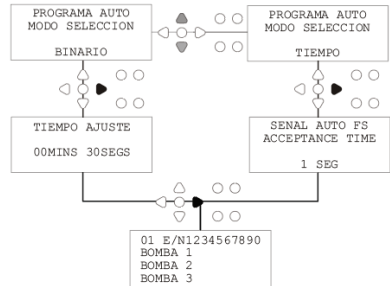 PROGRAMA AUTO
MODO SELECCION
BINARIO
PROGRAMA AUTO
MODO SELECCION
TIEMPO
TIEMPO AJUSTE
00MINS 30SEGS
SENAL AUTO FS
ACCEPTANCE TIME
1 SEG
01 E/N1234567890
BOMBA 1
BOMBA 2
BOMBA 3